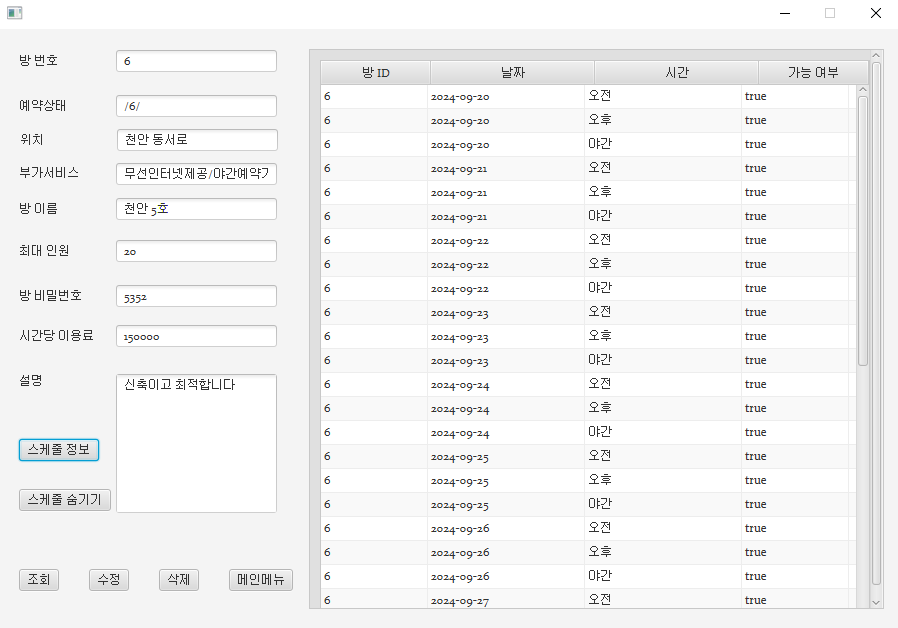 방 번호 6
예약상태 /6/
위치 천안 동서로
부가서비스 무선인터넷제공/야간예약가
방 이름 천안 5호
최대 인원 20
방 비밀번호 5352
시간당 이용료 150000
설명 신축이고 최적합니다
스케줄 정보
스케줄 숨기기
조회 수정 삭제 메인메뉴
방 ID 날짜 시간 가능 여부
6 2024-09-20 오전 true
6 2024-09-20 오후 true
6 2024-09-20 야간 true
6 2024-09-21 오전 true
6 2024-09-21 오후 true
6 2024-09-21 야간 true
6 2024-09-22 오전 true
6 2024-09-22 오후 true
6 2024-09-22 야간 true
6 2024-09-23 오전 true
6 2024-09-23 오후 true
6 2024-09-23 야간 true
6 2024-09-24 오전 true
6 2024-09-24 오후 true
6 2024-09-24 야간 true
6 2024-09-25 오전 true
6 2024-09-25 오후 true
6 2024-09-25 야간 true
6 2024-09-26 오전 true
6 2024-09-26 오후 true
6 2024-09-26 야간 true
6 2024-09-27 오전 true